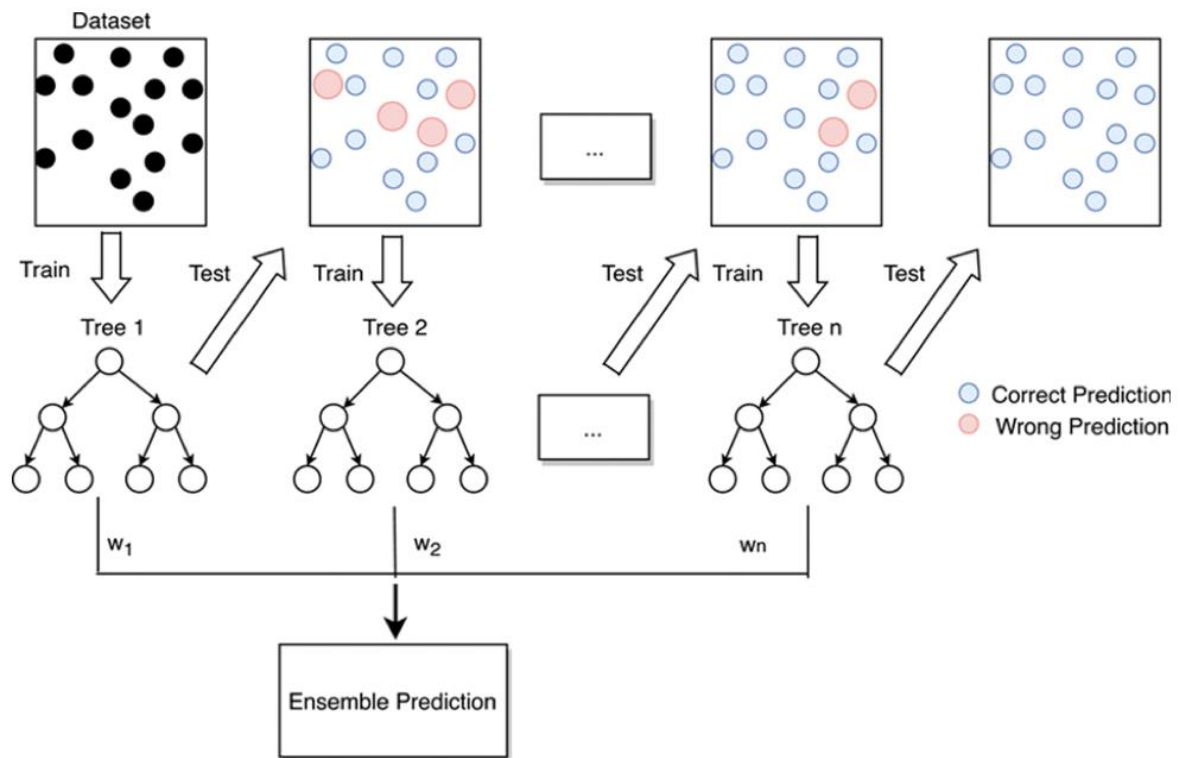 Dataset
...
Train
Test
Train
Test
Train
Test
Tree 1
Tree 2
Tree n
Correct Prediction
Wrong Prediction
...
w1
w2
wn
Ensemble Prediction